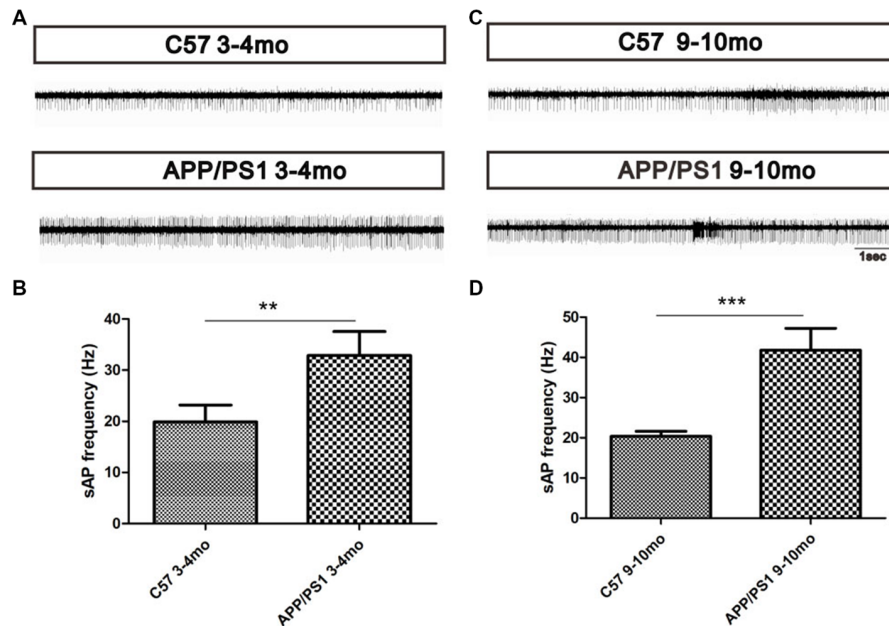 A
C57 3-4mo
APP/PS1 3-4mo
B
sAP frequency (Hz)
40
30
20
10
0
**
C57 3-4mo
APP/PS1 3-4mo
C
C57 9-10mo
APP/PS1 9-10mo
1sec
D
sAP frequency (Hz)
50
40
30
20
10
0
***
C57 9-10mo
APP/PS1 9-10mo